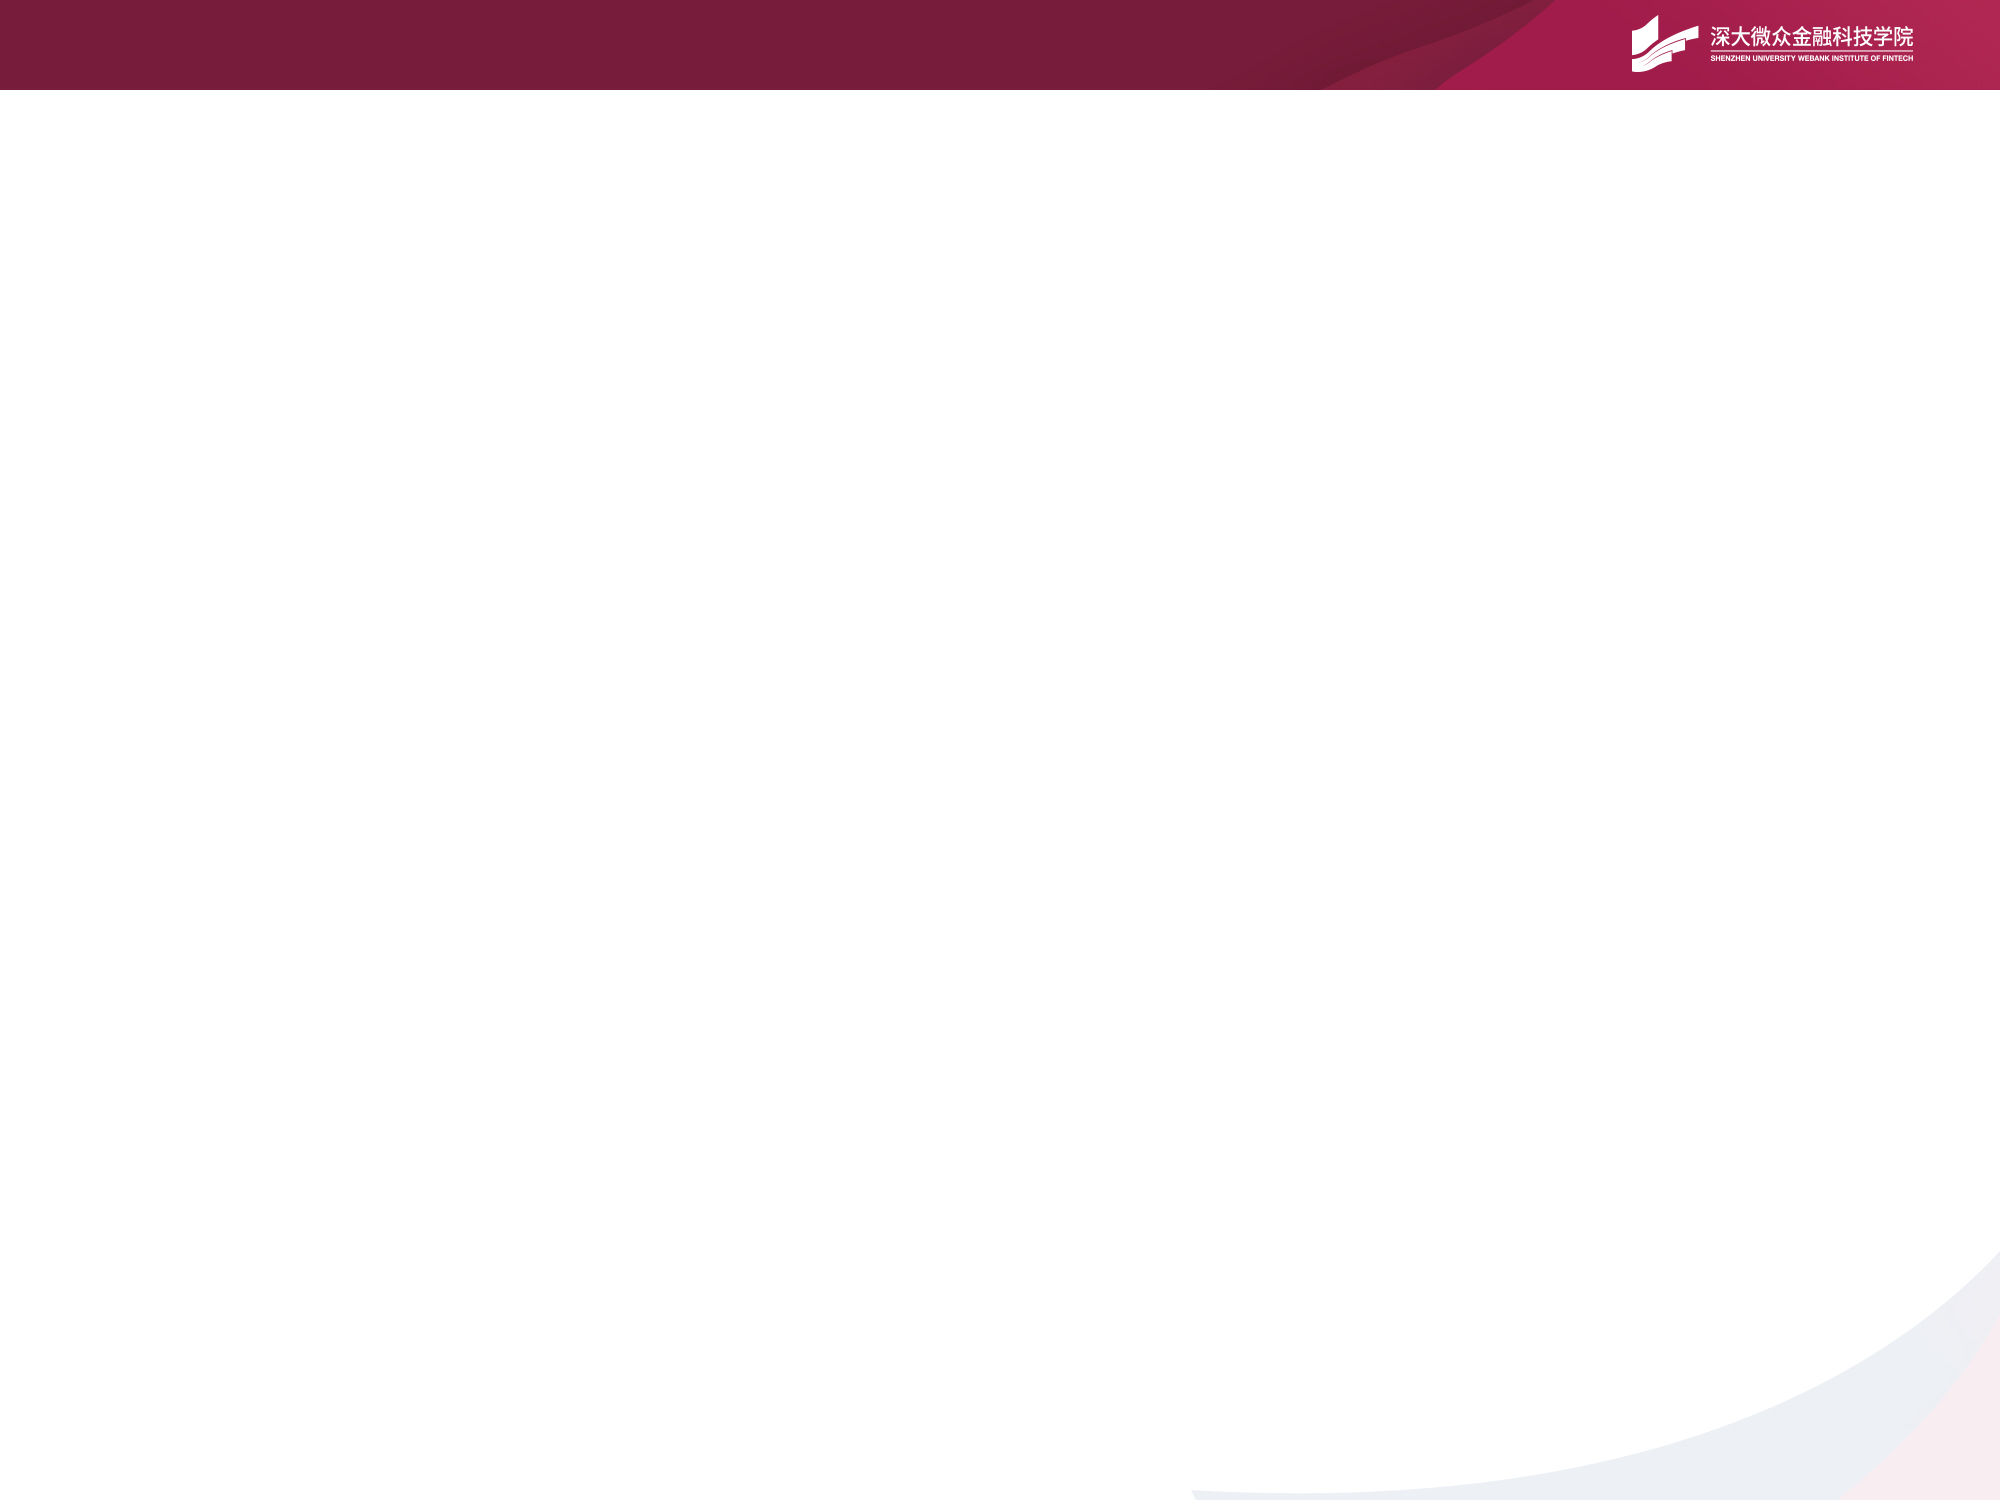 深大微众金融科技学院
SHENZHEN UNIVERSITY WEBANK INSTITUTE OF FINTECH